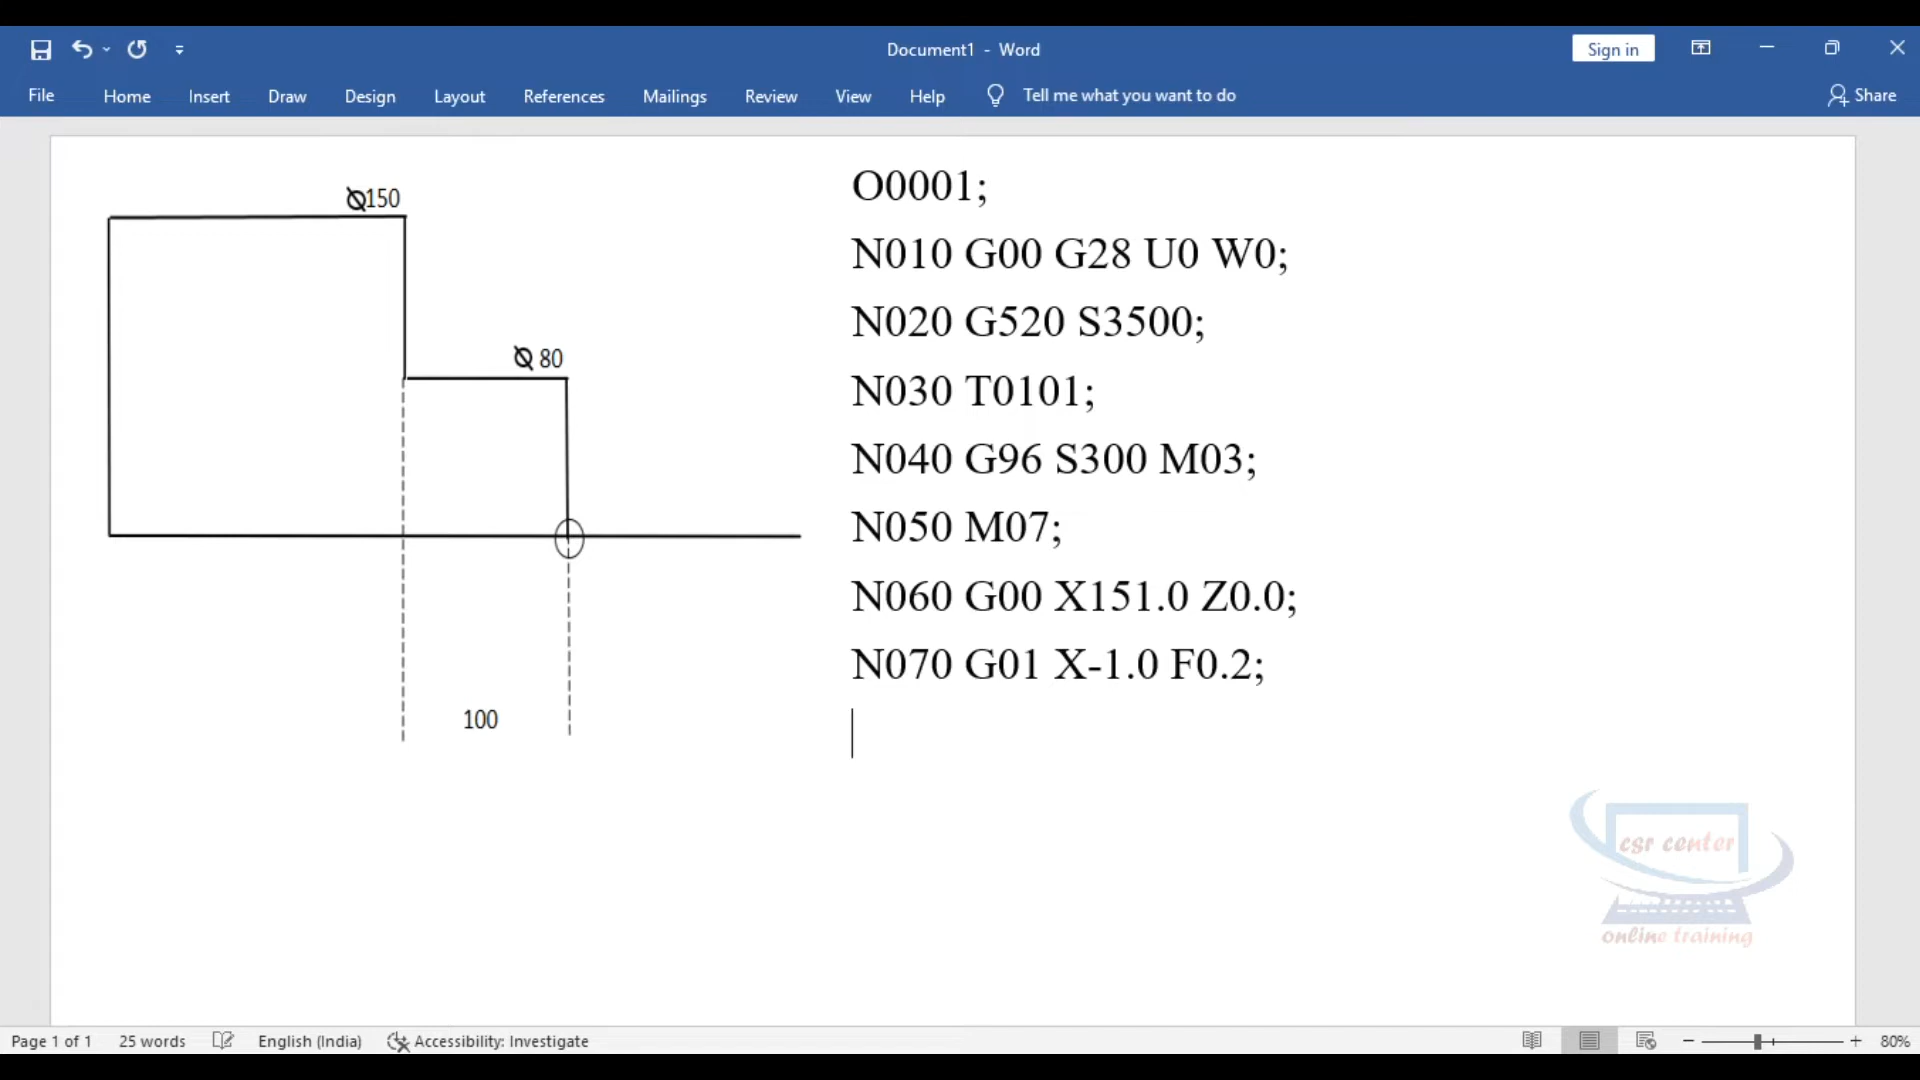 Document1 - Word
Sign in
File Home Insert Draw Design Layout References Mailings Review View Help Tell me what you want to do Share
Ø150
Ø 80
100
O0001;
N010 G00 G28 U0 W0;
N020 G520 S3500;
N030 T0101;
N040 G96 S300 M03;
N050 M07;
N060 G00 X151.0 Z0.0;
N070 G01 X-1.0 F0.2;
csr center
online training
Page 1 of 1 25 words English (India) Accessibility: Investigate 80%